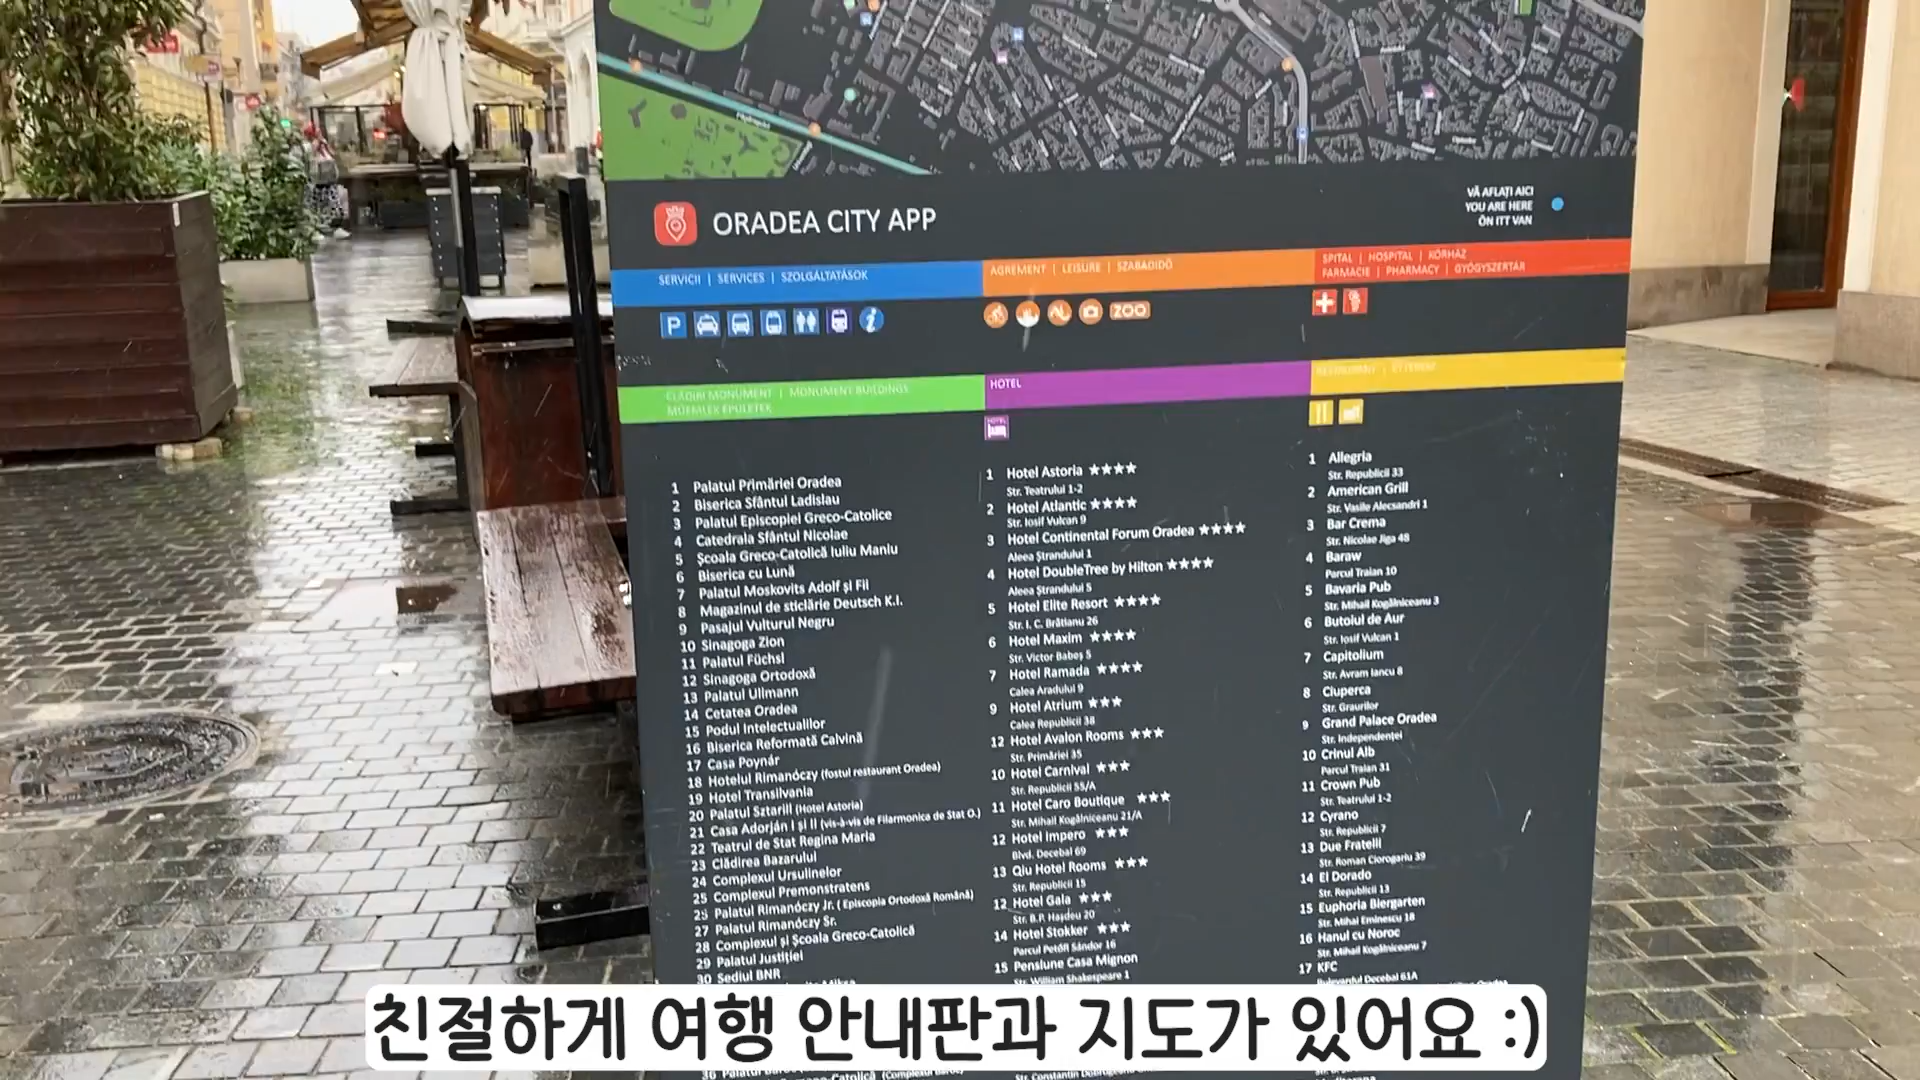 VĂ AFLAȚI AICI
YOU ARE HERE
ÖN ITT VAN
ORADEA CITY APP
SERVICII | SERVICES | SZOLGÁLTATÁSOK
AGREMENT | LEISURE | SZABADIDŐ
SPITAL | HOSPITAL | KÓRHÁZ
FARMACIE | PHARMACY | GYÓGYSZERTÁR
P
ZOO
CLĂDIRI MONUMENT | MONUMENT BUILDINGS
MŰEMLÉK ÉPÜLETEK
HOTEL
HOTEL
1 Palatul Primăriei Oradea
2 Biserica Sfântul Ladislau
3 Palatul Episcopiei Greco-Catolice
4 Catedrala Sfântul Nicolae
5 Școala Greco-Catolică Iuliu Maniu
6 Biserica cu Lună
7 Palatul Moskovits Adolf și Fii
8 Magazinul de sticlărie Deutsch K.I.
9 Pasajul Vulturul Negru
10 Sinagoga Zion
11 Palatul Füchsl
12 Sinagoga Ortodoxă
13 Palatul Ullmann
14 Cetatea Oradea
15 Podul Intelectualilor
16 Biserica Reformată Calvină
17 Casa Poynár
18 Hotelul Rimanóczy (fostul restaurant Oradea)
19 Hotel Transilvania
20 Palatul Sztarill (Hotel Astoria)
21 Casa Adorján I și II (vis-à-vis de Filarmonica de Stat O.)
22 Teatrul de Stat Regina Maria
23 Clădirea Bazarului
24 Complexul Ursulinelor
25 Complexul Premonstratens
Palatul Rimanóczy Jr. ( Episcopia Ortodoxă Română)
27 Palatul Rimanóczy Sr.
28 Complexul și Școala Greco-Catolică
29 Palatul Justiției
30 Sediul BNR
1 Hotel Astoria ★★★★
Str. Teatrului 1-2
2 Hotel Atlantic ★★★★
Str. Iosif Vulcan 9
3 Hotel Continental Forum Oradea ★★★★
Aleea Ștrandului 1
4 Hotel DoubleTree by Hilton ★★★★
Aleea Ștrandului 5
5 Hotel Elite Resort ★★★★
Str. I. C. Brătianu 26
6 Hotel Maxim ★★★★
Str. Victor Babeș 5
7 Hotel Ramada ★★★★
Calea Aradului 9
9 Hotel Atrium ★★★
Calea Republicii 38
12 Hotel Avalon Rooms ★★★
Str. Primăriei 35
10 Hotel Carnival ★★★
Str. Republicii 55/A
11 Hotel Caro Boutique ★★★
Str. Mihail Kogălniceanu 21/A
12 Hotel Impero ★★★
Blvd. Decebal 69
13 Qiu Hotel Rooms ★★★
Str. Republicii 15
12 Hotel Gala ★★★
Str. B.P. Hașdeu 20
14 Hotel Stokker ★★★
Parcul Petőfi Sándor 16
15 Pensiune Casa Mignon
Str. William Shakespeare 1
1 Allegria
Str. Republicii 33
2 American Grill
Str. Vasile Alecsandri 1
3 Bar Crema
Str. Nicolae Jiga 48
4 Baraw
Parcul Traian 10
5 Bavaria Pub
Str. Mihail Kogălniceanu 3
6 Butoiul de Aur
Str. Iosif Vulcan 1
7 Capitolium
Str. Avram Iancu 8
8 Ciuperca
Str. Graurilor
9 Grand Palace Oradea
Str. Independenței
10 Crinul Alb
Parcul Traian 31
11 Crown Pub
Str. Teatrului 1-2
12 Cyrano
Str. Republicii 7
13 Due Fratelli
Str. Roman Ciorogariu 39
14 El Dorado
Str. Republicii 13
15 Euphoria Biergarten
Str. Mihai Eminescu 18
16 Hanul cu Noroc
Str. Mihail Kogălniceanu 7
17 KFC
Bulevardul Decebal 61A
친절하게 여행 안내판과 지도가 있어요 :)